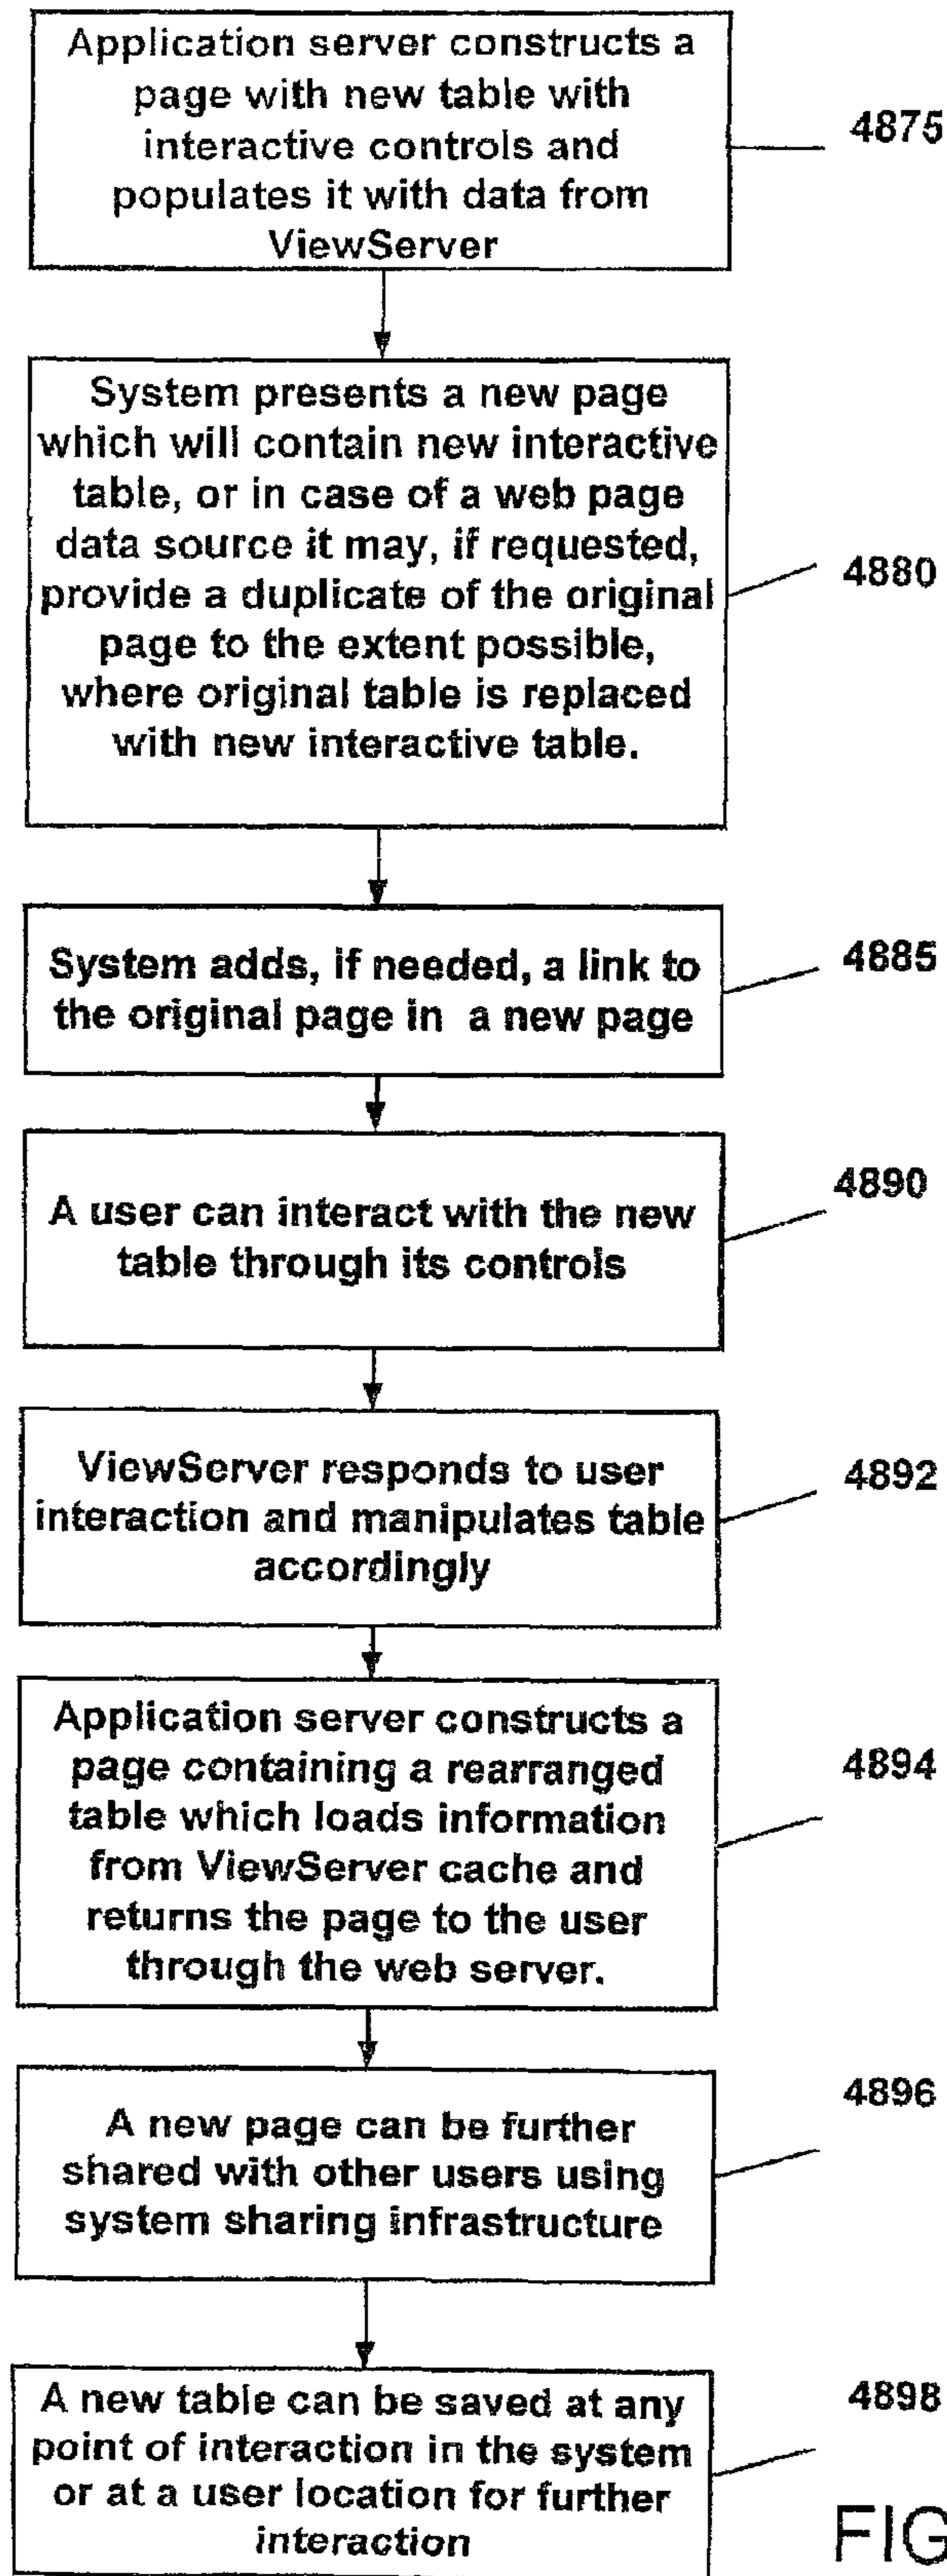 Application server constructs a
page with new table with
interactive controls and
populates it with data from
ViewServer
4875
System presents a new page
which will contain new interactive
table, or in case of a web page
data source it may, if requested,
provide a duplicate of the original
page to the extent possible,
where original table is replaced
with new interactive table.
4880
System adds, if needed, a link to
the original page in a new page
4885
A user can interact with the new
table through its controls
4890
ViewServer responds to user
interaction and manipulates table
accordingly
4892
Application server constructs a
page containing a rearranged
table which loads information
from ViewServer cache and
returns the page to the user
through the web server.
4894
A new page can be further
shared with other users using
system sharing infrastructure
4896
A new table can be saved at any
point of interaction in the system
or at a user location for further
interaction
4898
FIG